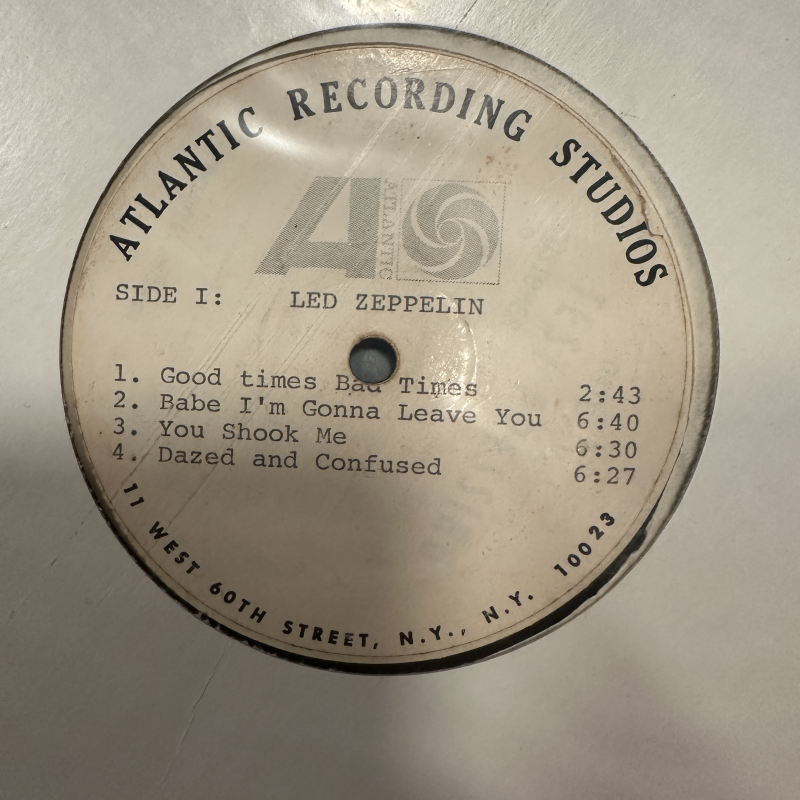 ATLANTIC RECORDING STUDIOS
ATLANTIC
SIDE I: LED ZEPPELIN
1. Good times Bad Times 2:43
2. Babe I'm Gonna Leave You 6:40
3. You Shook Me 6:30
4. Dazed and Confused 6:27
11 WEST 60TH STREET, N.Y., N.Y. 10023